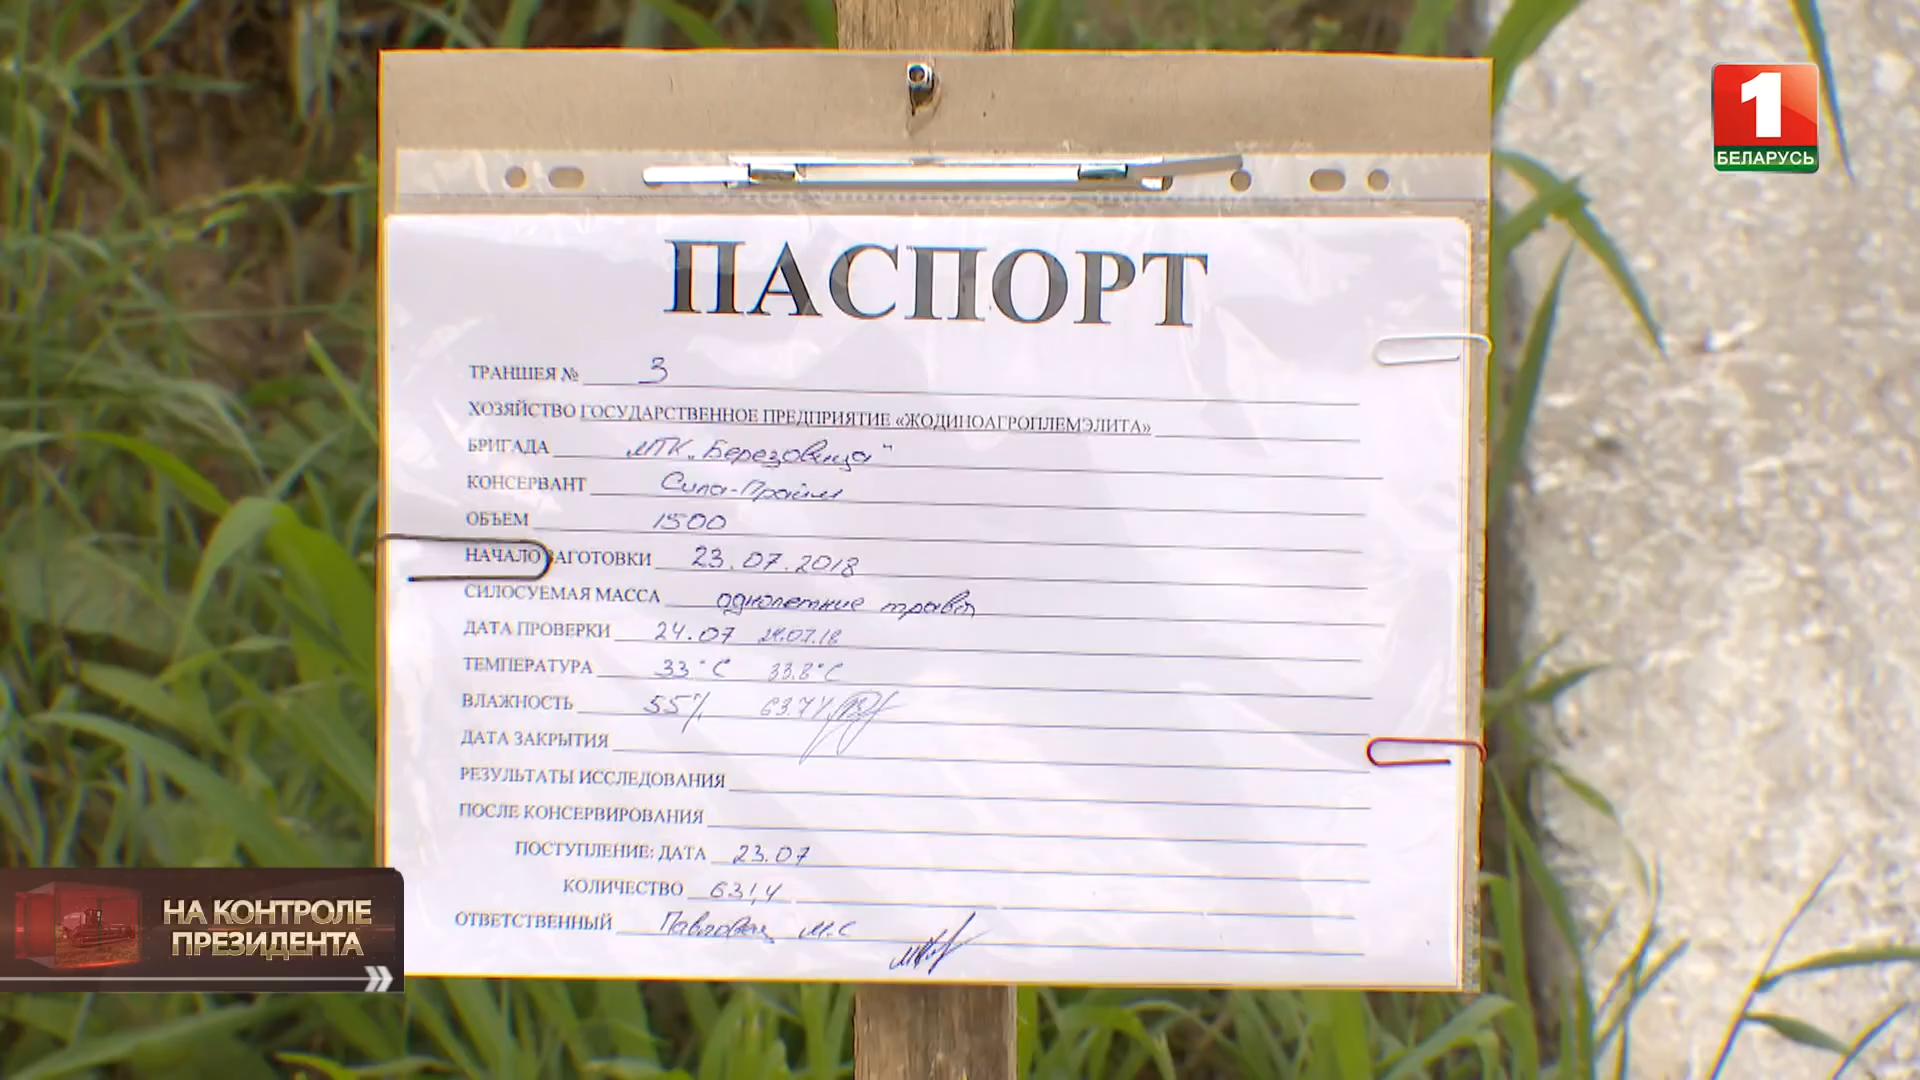 1
БЕЛАРУСЬ
ПАСПОРТ
ТРАНШЕЯ № 3
ХОЗЯЙСТВО ГОСУДАРСТВЕННОЕ ПРЕДПРИЯТИЕ «ЖОДИНОАГРОПЛЕМЭЛИТА»
БРИГАДА МТК „Березовица"
КОНСЕРВАНТ Сила-Прайм
ОБЪЕМ 1500
НАЧАЛО ЗАГОТОВКИ 23.07.2018
СИЛОСУЕМАЯ МАССА однолетние травы
ДАТА ПРОВЕРКИ 24.07 24.07.18
ТЕМПЕРАТУРА 33°С 33.8°С
ВЛАЖНОСТЬ 55% 63.7%
ДАТА ЗАКРЫТИЯ
РЕЗУЛЬТАТЫ ИССЛЕДОВАНИЯ
ПОСЛЕ КОНСЕРВИРОВАНИЯ
ПОСТУПЛЕНИЕ: ДАТА 23.07
КОЛИЧЕСТВО 631,4
ОТВЕТСТВЕННЫЙ М.С
НА КОНТРОЛЕ
ПРЕЗИДЕНТА